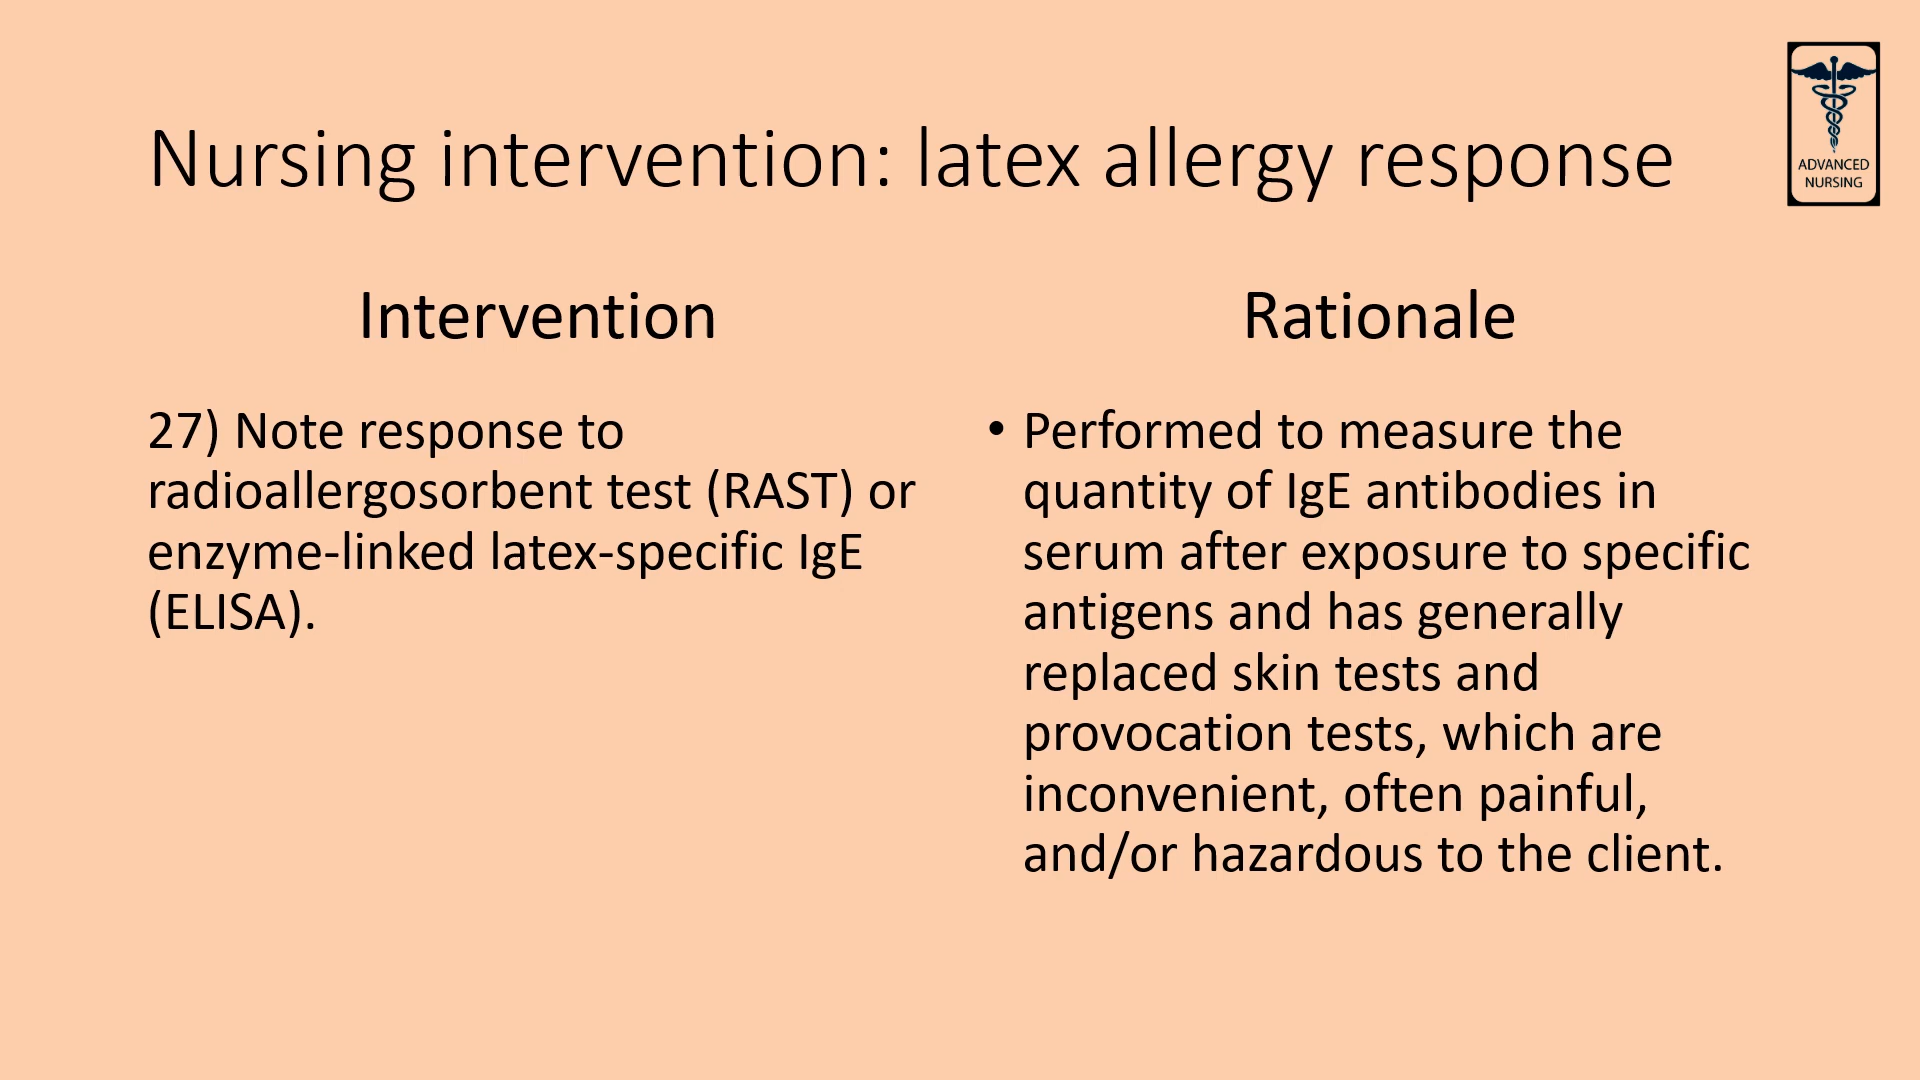 ADVANCED
NURSING
Nursing intervention: latex allergy response
Intervention
27) Note response to
radioallergosorbent test (RAST) or
enzyme-linked latex-specific IgE
(ELISA).
Rationale
• Performed to measure the
quantity of IgE antibodies in
serum after exposure to specific
antigens and has generally
replaced skin tests and
provocation tests, which are
inconvenient, often painful,
and/or hazardous to the client.